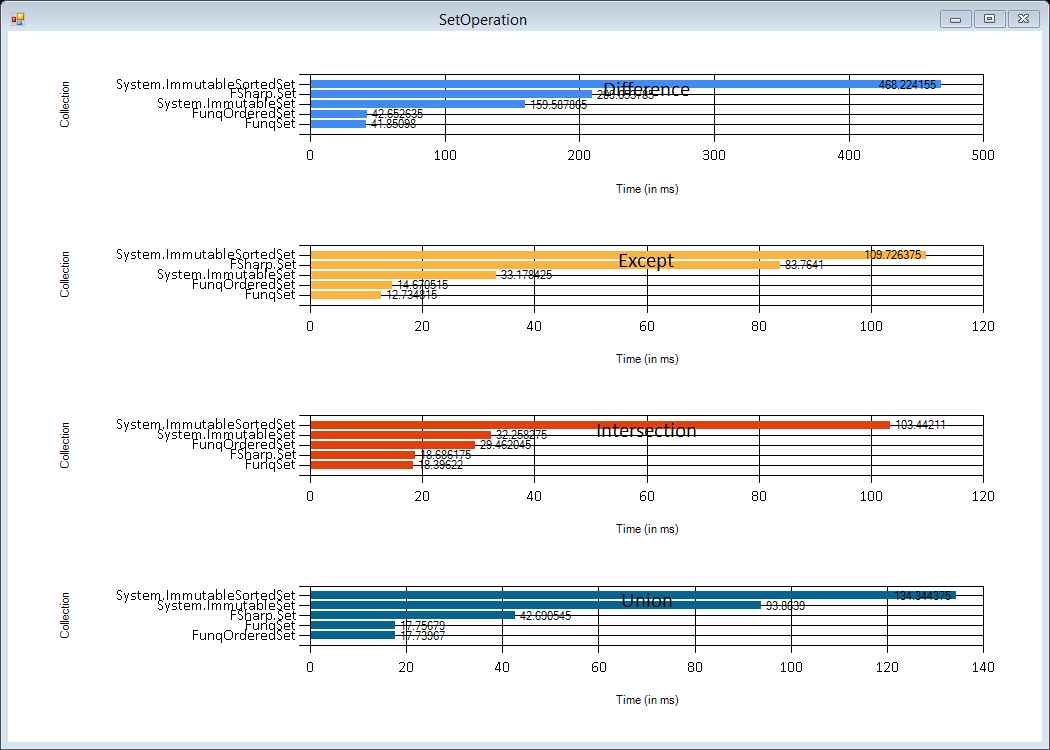 SetOperation
Difference
Collection
System.ImmutableSortedSet 468.224155
FSharp.Set
System.ImmutableSet 159.587865
FunqOrderedSet 42.652635
FunqSet 41.85098
0 100 200 300 400 500
Time (in ms)
Except
Collection
System.ImmutableSortedSet 109.726375
FSharp.Set 83.7641
System.ImmutableSet 33.178425
FunqOrderedSet 14.670515
FunqSet 12.734815
0 20 40 60 80 100 120
Time (in ms)
Intersection
Collection
System.ImmutableSortedSet 103.44211
System.ImmutableSet 32.258275
FunqOrderedSet 29.462045
FSharp.Set 18.686175
FunqSet 18.39622
0 20 40 60 80 100 120
Time (in ms)
Union
Collection
System.ImmutableSortedSet 134.344375
System.ImmutableSet 93.8639
FSharp.Set 42.690545
FunqSet 17.75679
FunqOrderedSet 17.73967
0 20 40 60 80 100 120 140
Time (in ms)